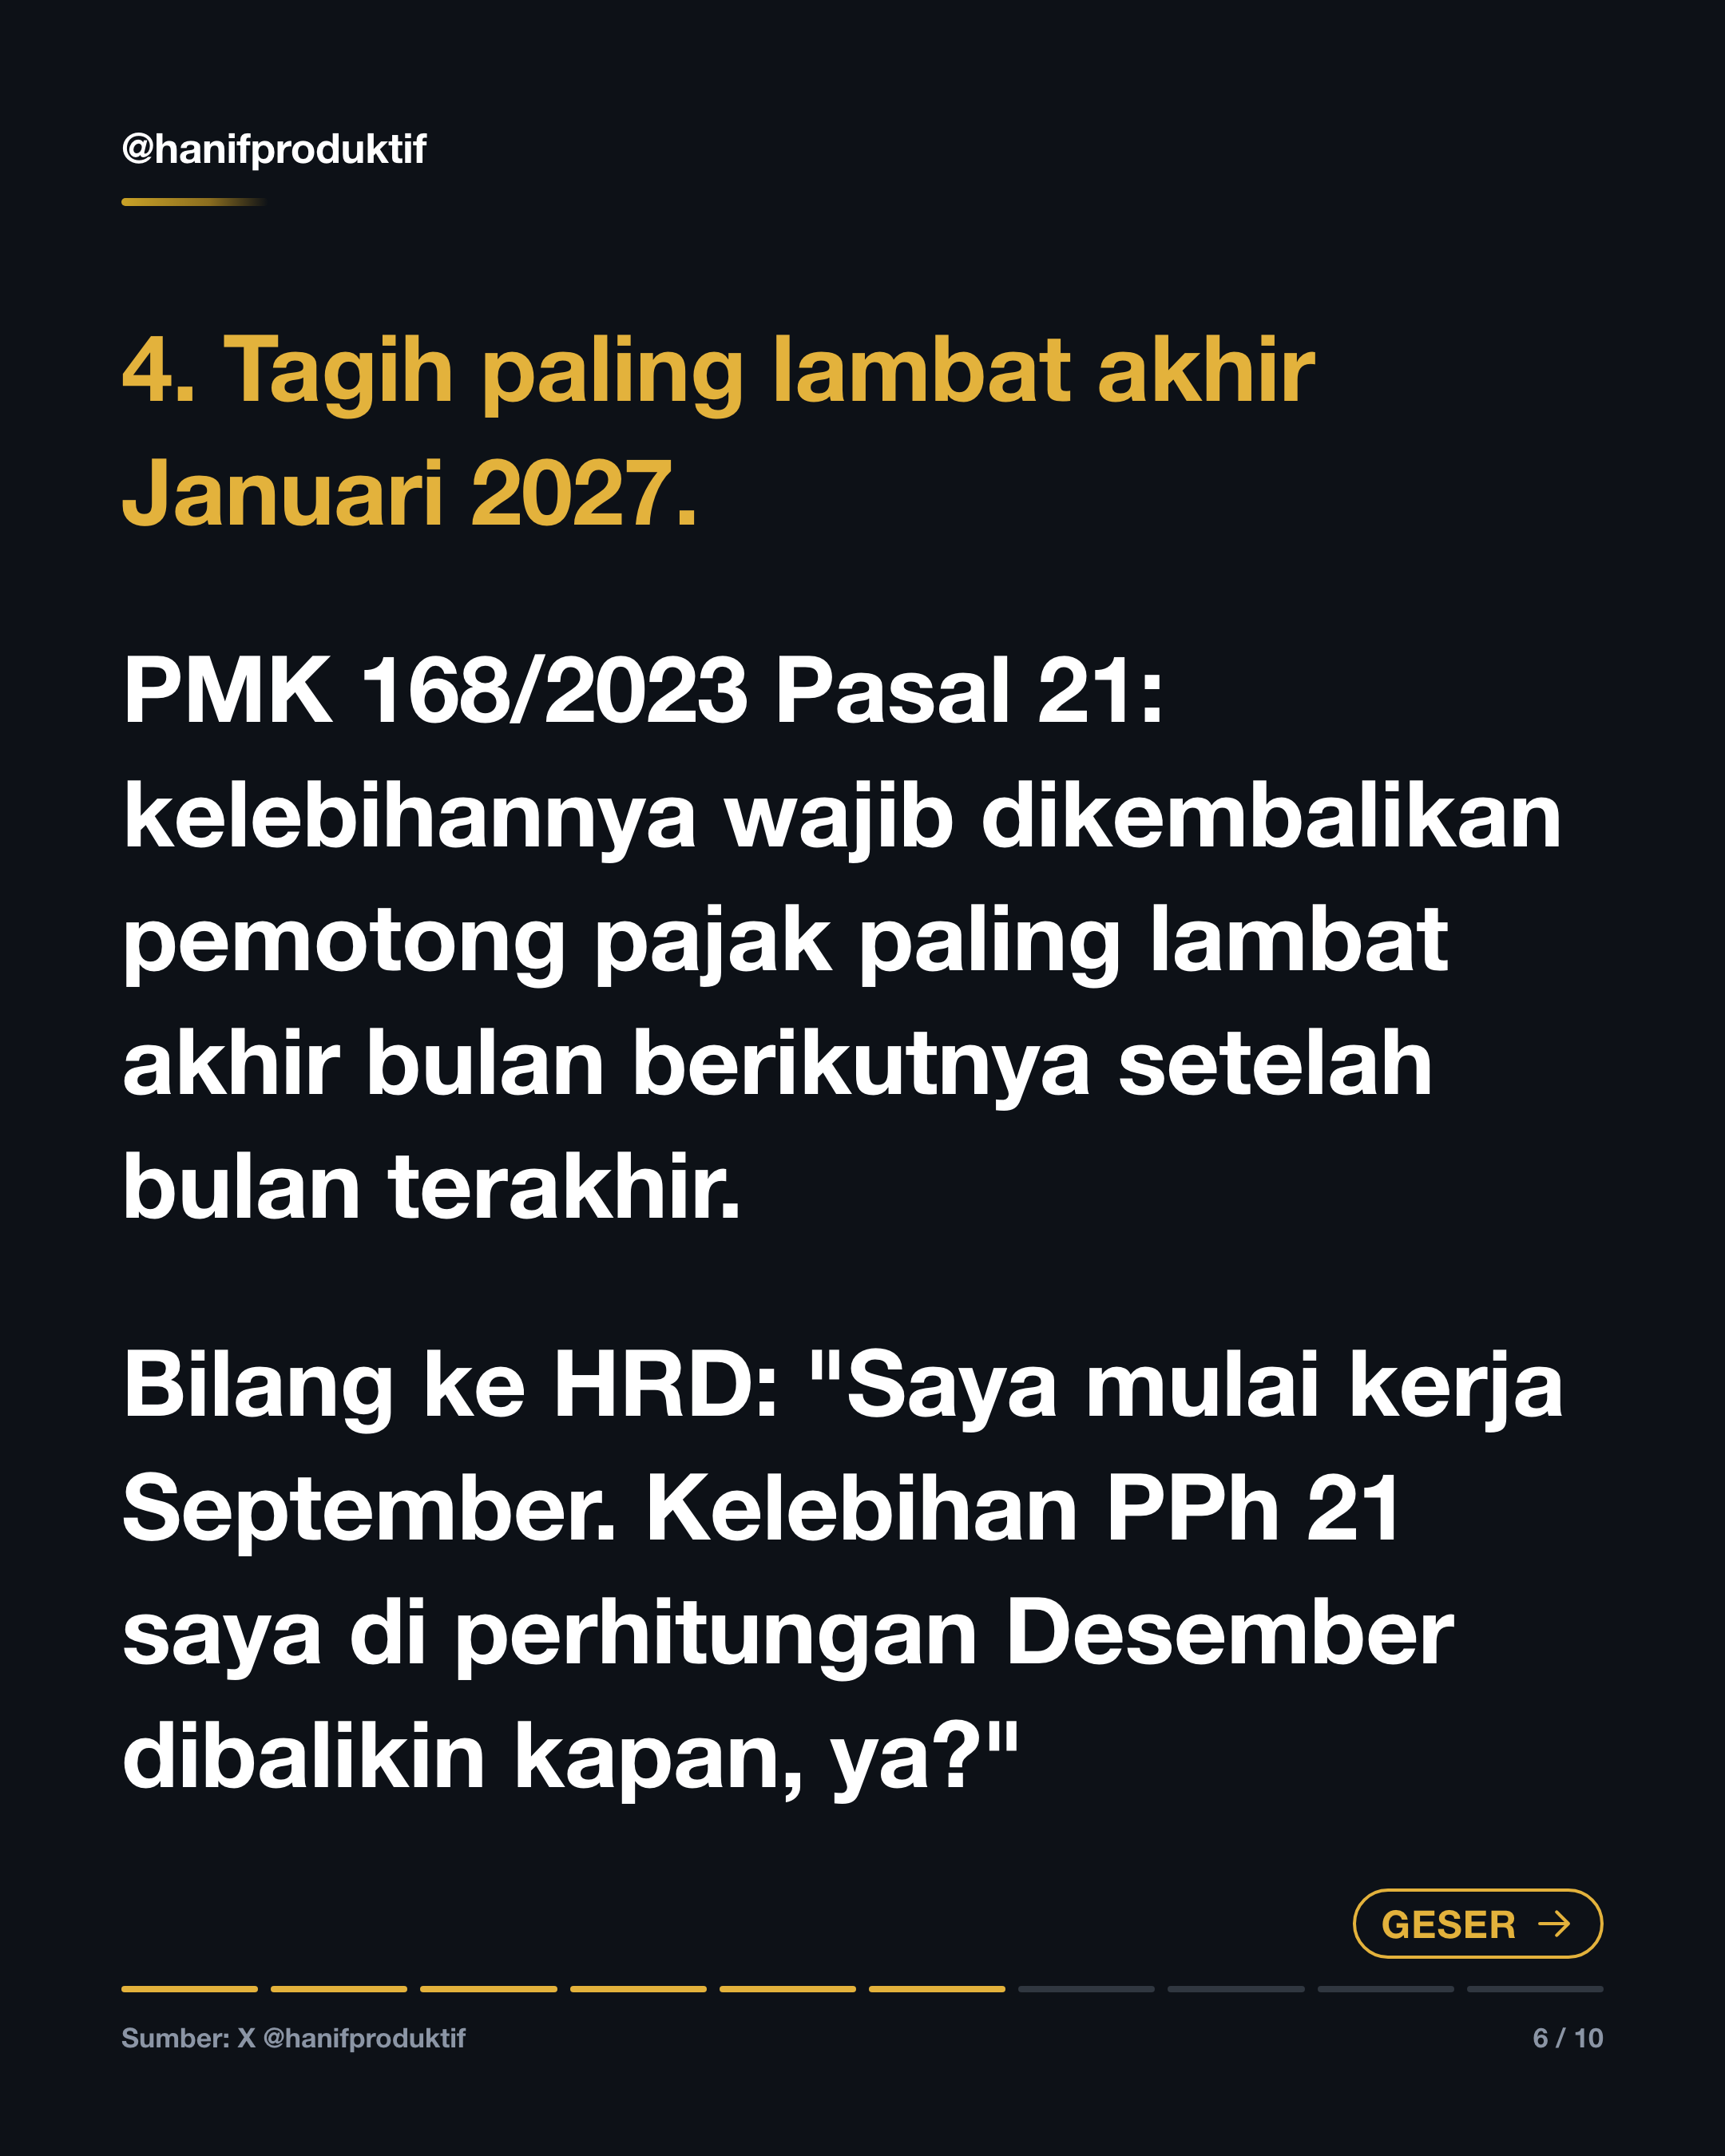 @hanifproduktif
4. Tagih paling lambat akhir
Januari 2027.
PMK 168/2023 Pasal 21:
kelebihannya wajib dikembalikan
pemotong pajak paling lambat
akhir bulan berikutnya setelah
bulan terakhir.
Bilang ke HRD: "Saya mulai kerja
September. Kelebihan PPh 21
saya di perhitungan Desember
dibalikin kapan, ya?"
GESER →
Sumber: X @hanifproduktif
6 / 10